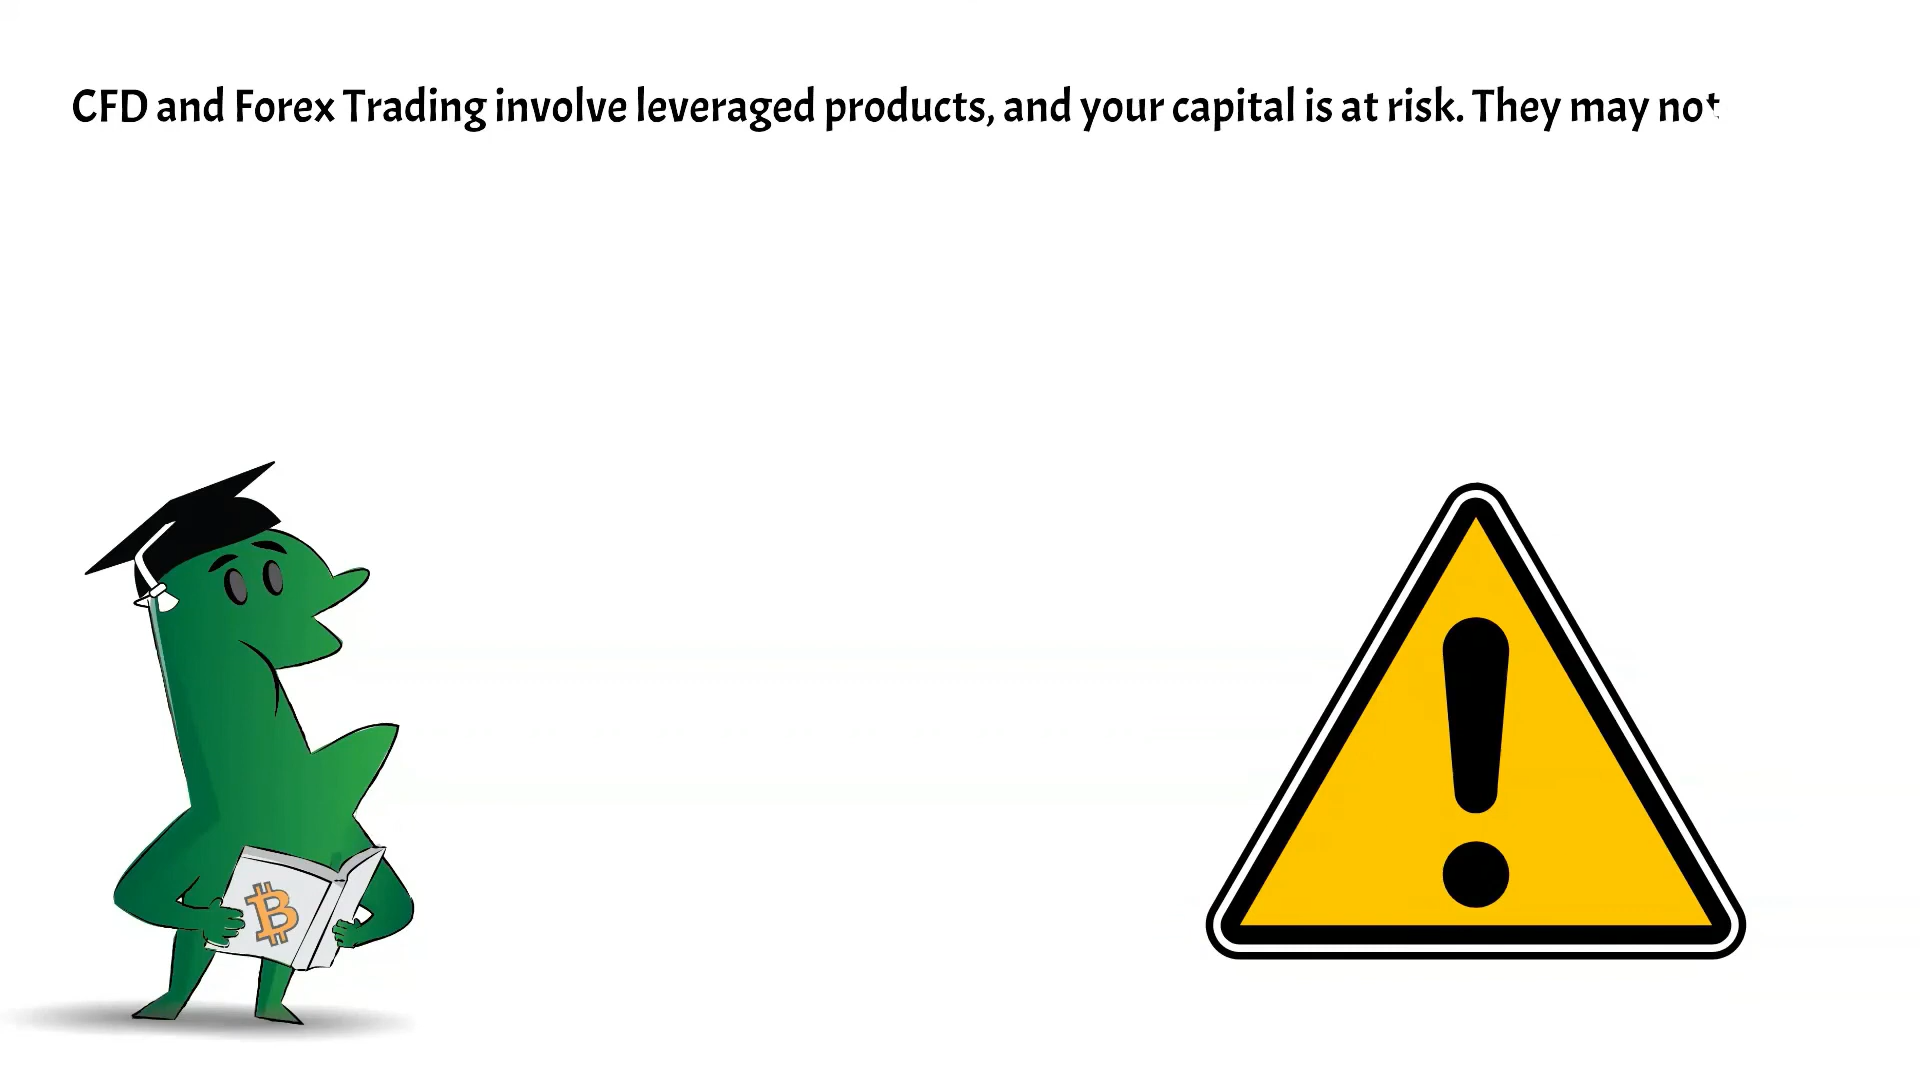 CFD and Forex Trading involve leveraged products, and your capital is at risk. They may not